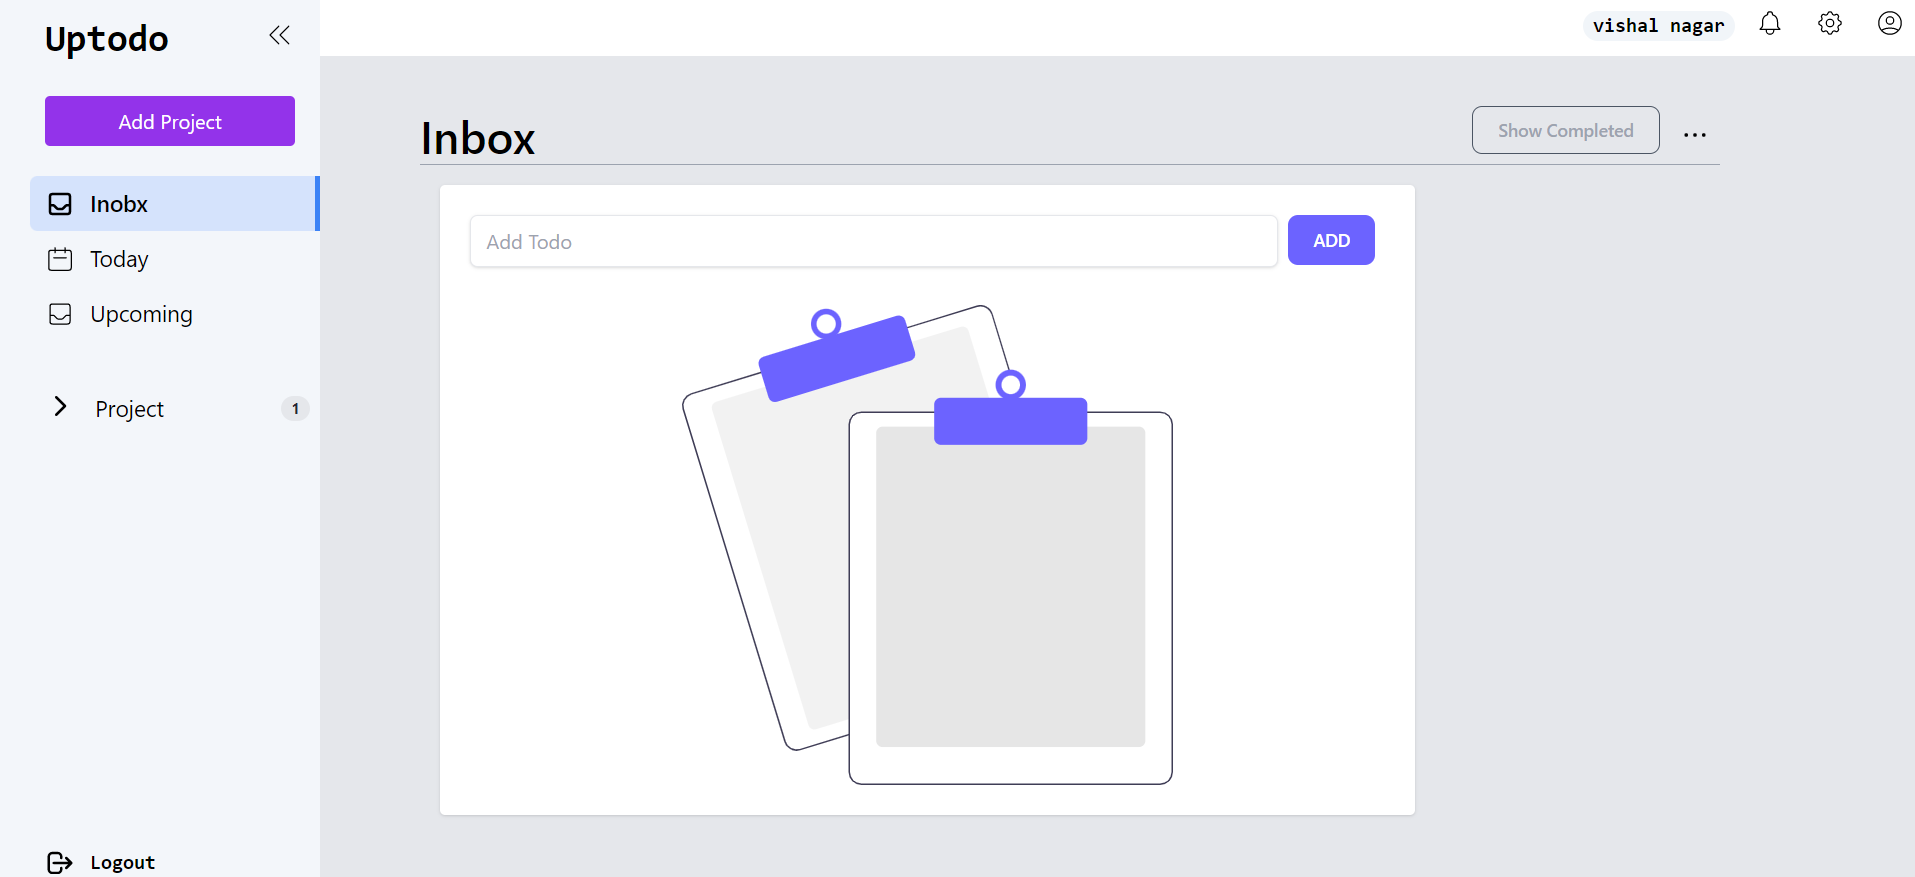 Uptodo
Add Project
Inobx
Today
Upcoming
Project 1
Logout
vishal nagar
Inbox
Show Completed
...
Add Todo
ADD